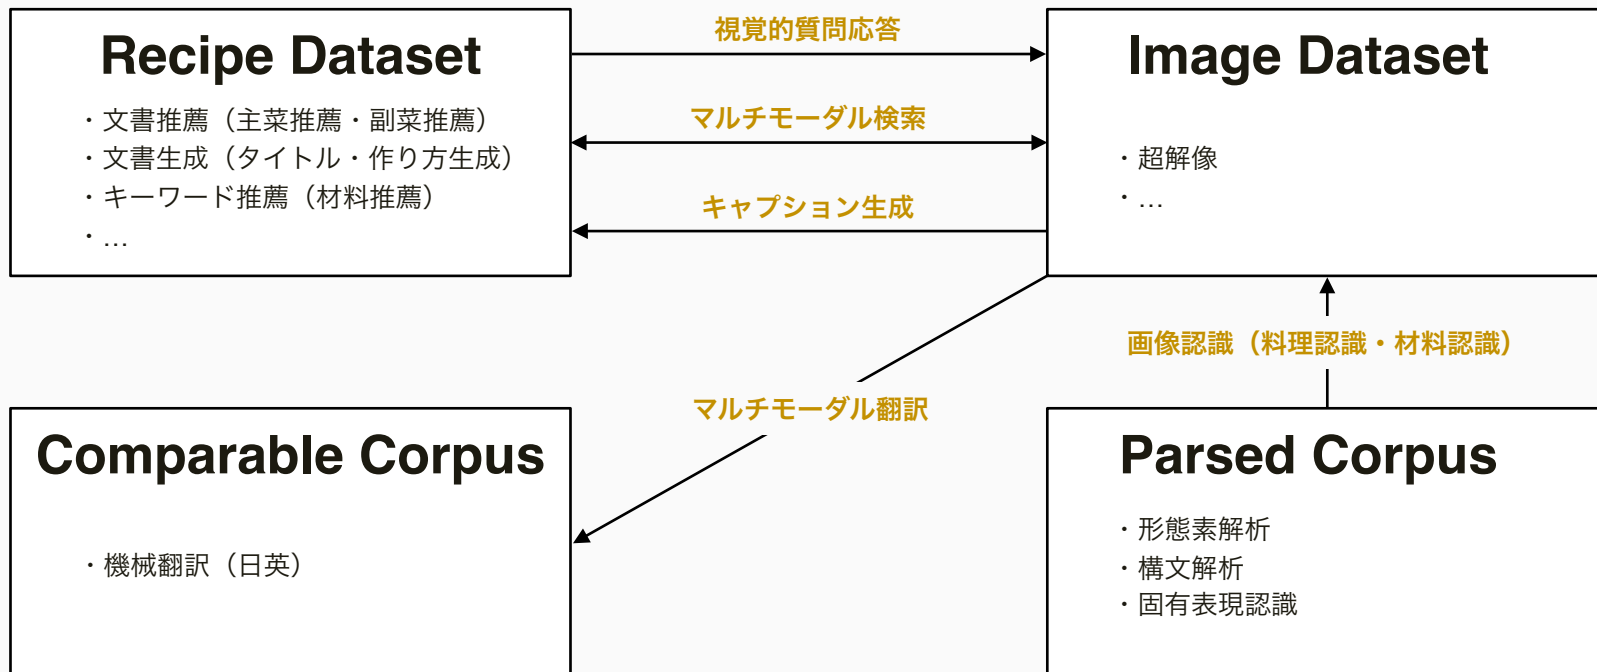 Recipe Dataset
・文書推薦（主菜推薦・副菜推薦）
・文書生成（タイトル・作り方生成）
・キーワード推薦（材料推薦）
・…
視覚的質問応答
マルチモーダル検索
キャプション生成
Image Dataset
・超解像
・…
画像認識（料理認識・材料認識）
マルチモーダル翻訳
Comparable Corpus
・機械翻訳（日英）
Parsed Corpus
・形態素解析
・構文解析
・固有表現認識